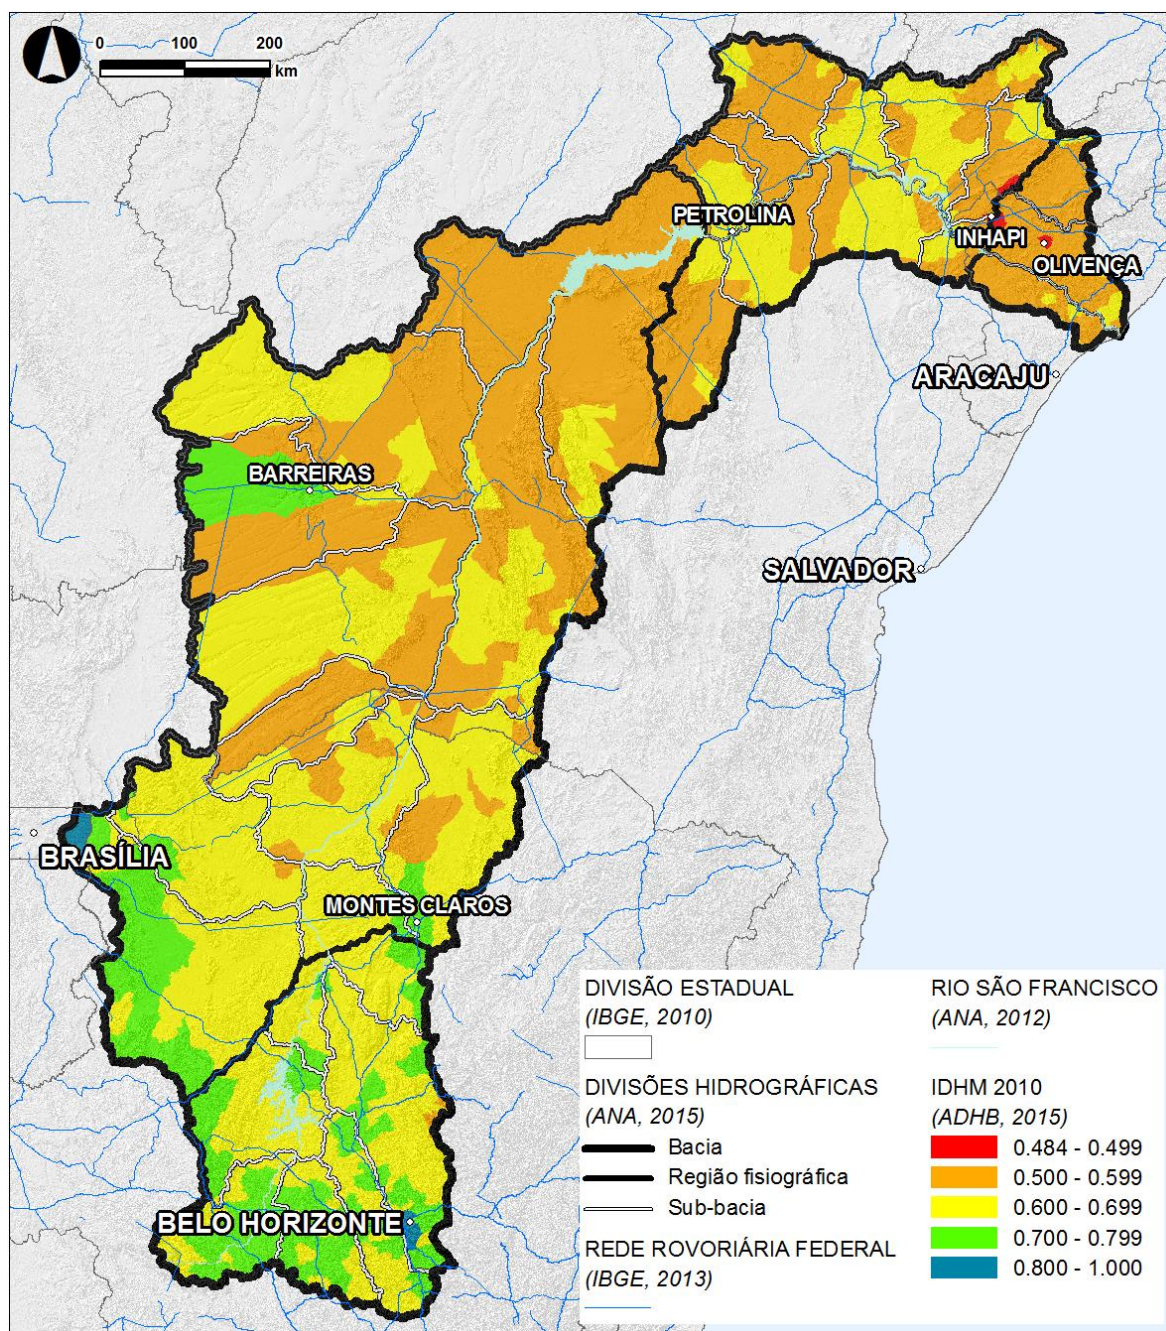 0 100 200
km
PETROLINA
INHAPI
OLIVENÇA
ARACAJU
BARREIRAS
SALVADOR
BRASÍLIA
MONTES CLAROS
BELO HORIZONTE
DIVISÃO ESTADUAL
(IBGE, 2010)
DIVISÕES HIDROGRÁFICAS
(ANA, 2015)
Bacia
Região fisiográfica
Sub-bacia
REDE ROVORIÁRIA FEDERAL
(IBGE, 2013)
RIO SÃO FRANCISCO
(ANA, 2012)
IDHM 2010
(ADHB, 2015)
0.484 - 0.499
0.500 - 0.599
0.600 - 0.699
0.700 - 0.799
0.800 - 1.000